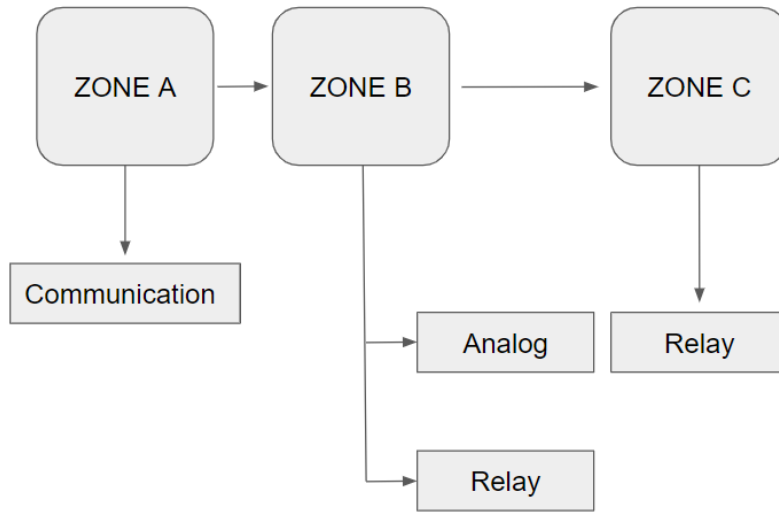 ZONE A
ZONE B
ZONE C
Communication
Analog
Relay
Relay